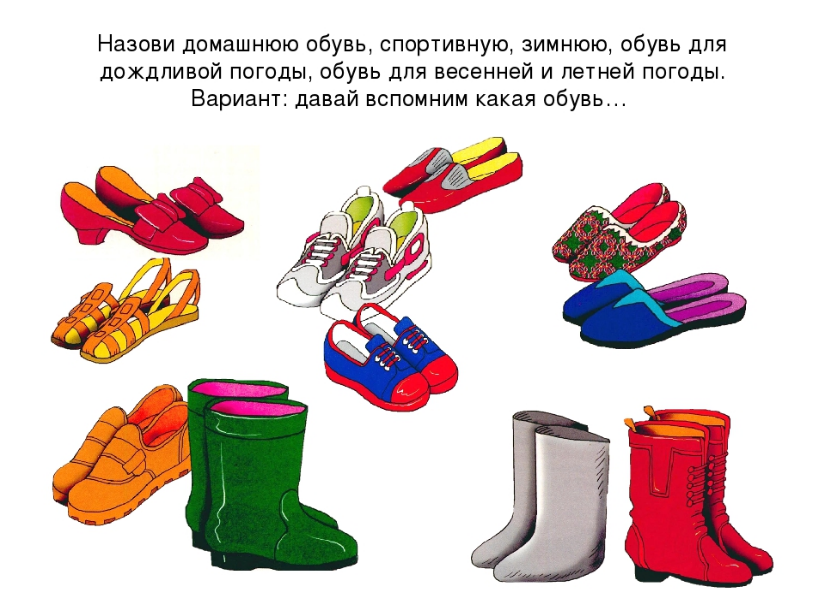 Назови домашнюю обувь, спортивную, зимнюю, обувь для
дождливой погоды, обувь для весенней и летней погоды.
Вариант: давай вспомним какая обувь…